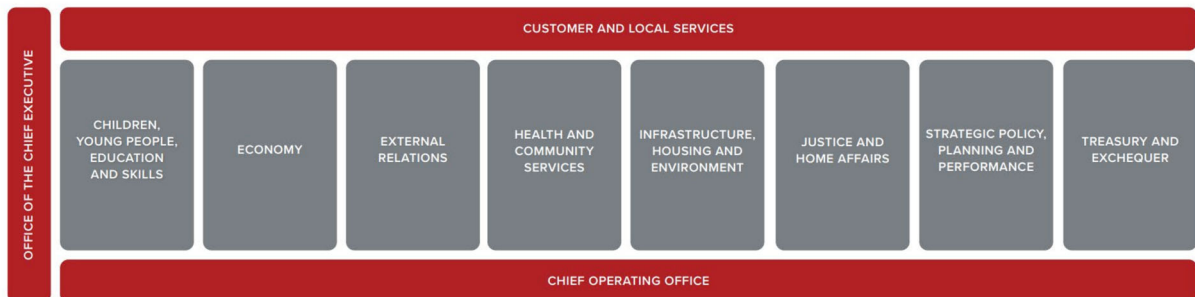 OFFICE OF THE CHIEF EXECUTIVE
CUSTOMER AND LOCAL SERVICES
CHILDREN,
YOUNG PEOPLE,
EDUCATION
AND SKILLS
ECONOMY
EXTERNAL
RELATIONS
HEALTH AND
COMMUNITY
SERVICES
INFRASTRUCTURE,
HOUSING AND
ENVIRONMENT
JUSTICE AND
HOME AFFAIRS
STRATEGIC POLICY,
PLANNING AND
PERFORMANCE
TREASURY AND
EXCHEQUER
CHIEF OPERATING OFFICE